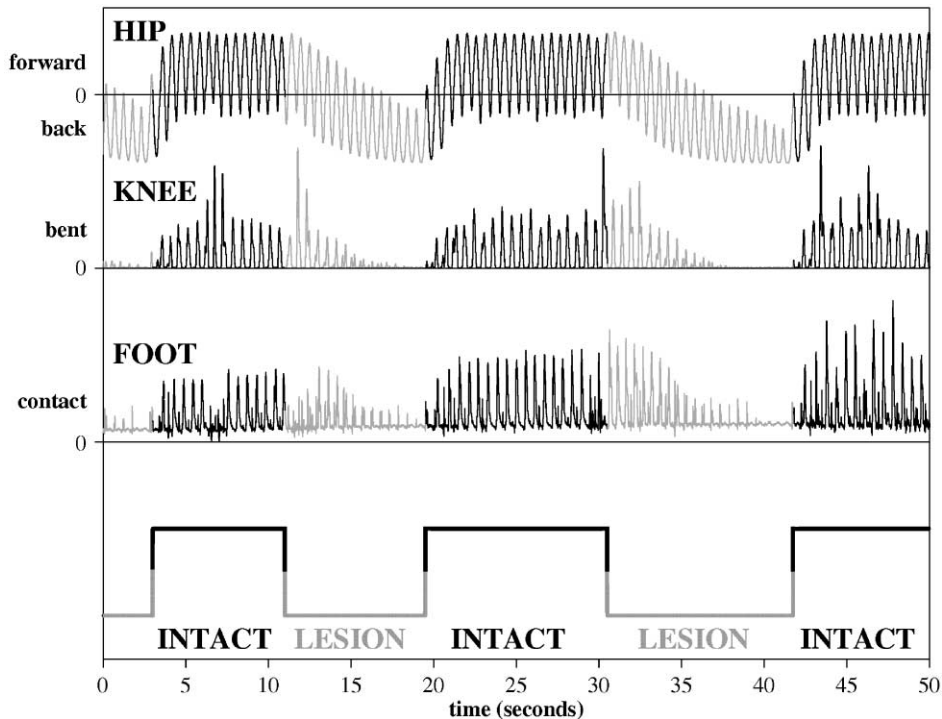 HIP
forward
0
back
KNEE
bent
0
FOOT
contact
0
INTACT LESION INTACT LESION INTACT
0 5 10 15 20 25 30 35 40 45 50
time (seconds)